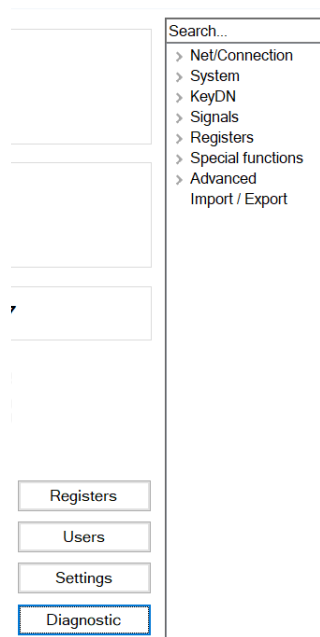 Search...
Net/Connection
System
KeyDN
Signals
Registers
Special functions
Advanced
Import / Export
Registers
Users
Settings
Diagnostic